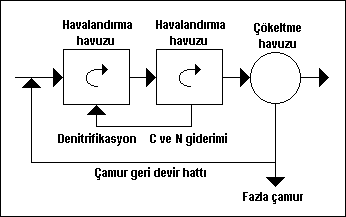 Havalandırma havuzu
Havalandırma havuzu
Çökeltme havuzu
Denitrifikasyon
C ve N giderimi
Çamur geri devir hattı
Fazla çamur